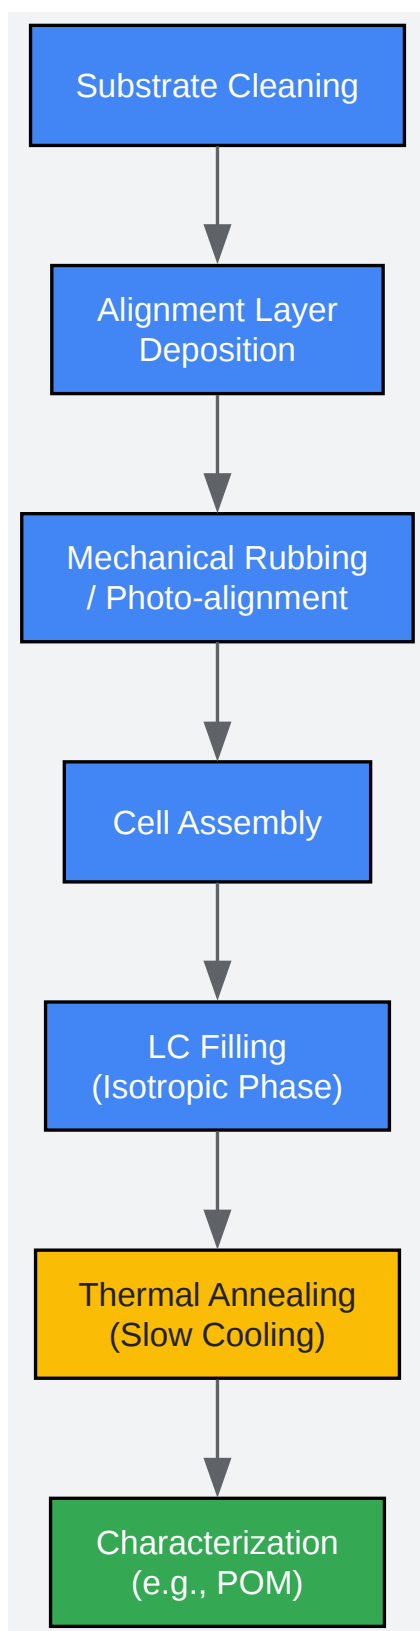 Substrate Cleaning
Alignment Layer
Deposition
Mechanical Rubbing
/ Photo-alignment
Cell Assembly
LC Filling
(Isotropic Phase)
Thermal Annealing
(Slow Cooling)
Characterization
(e.g., POM)